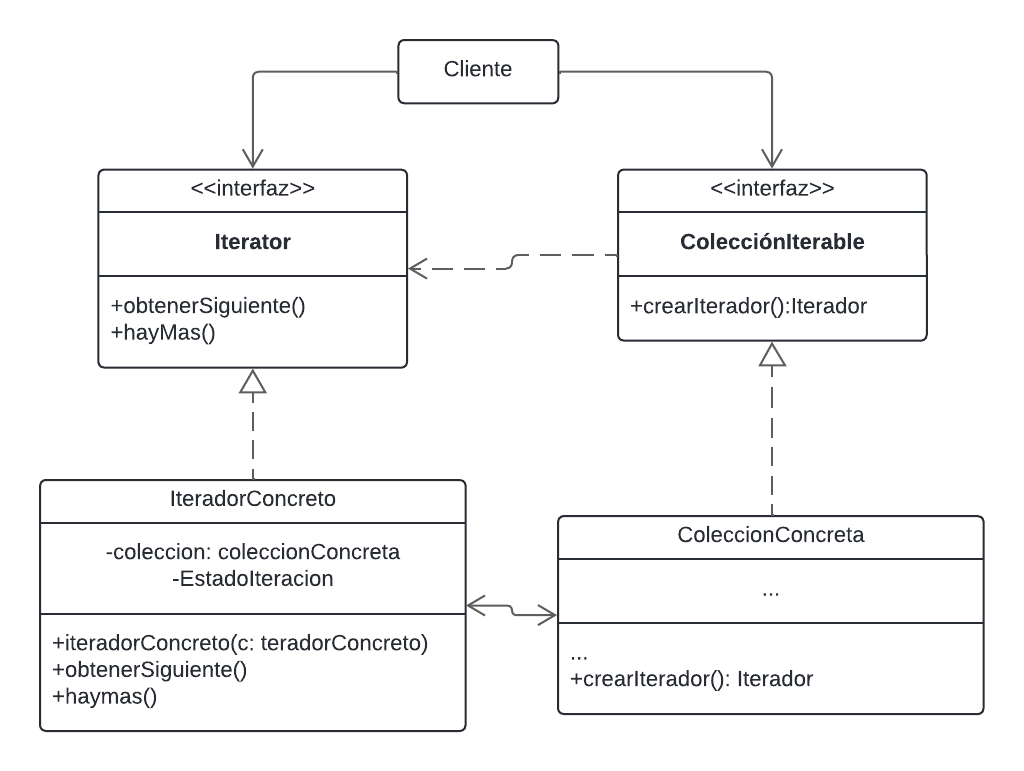 Cliente
<<interfaz>>
Iterator
+obtenerSiguiente()
+hayMas()
<<interfaz>>
ColecciónIterable
+crearIterador():Iterador
IteradorConcreto
-coleccion: coleccionConcreta
-EstadoIteracion
+iteradorConcreto(c: teradorConcreto)
+obtenerSiguiente()
+haymas()
ColeccionConcreta
...
...
+crearIterador(): Iterador